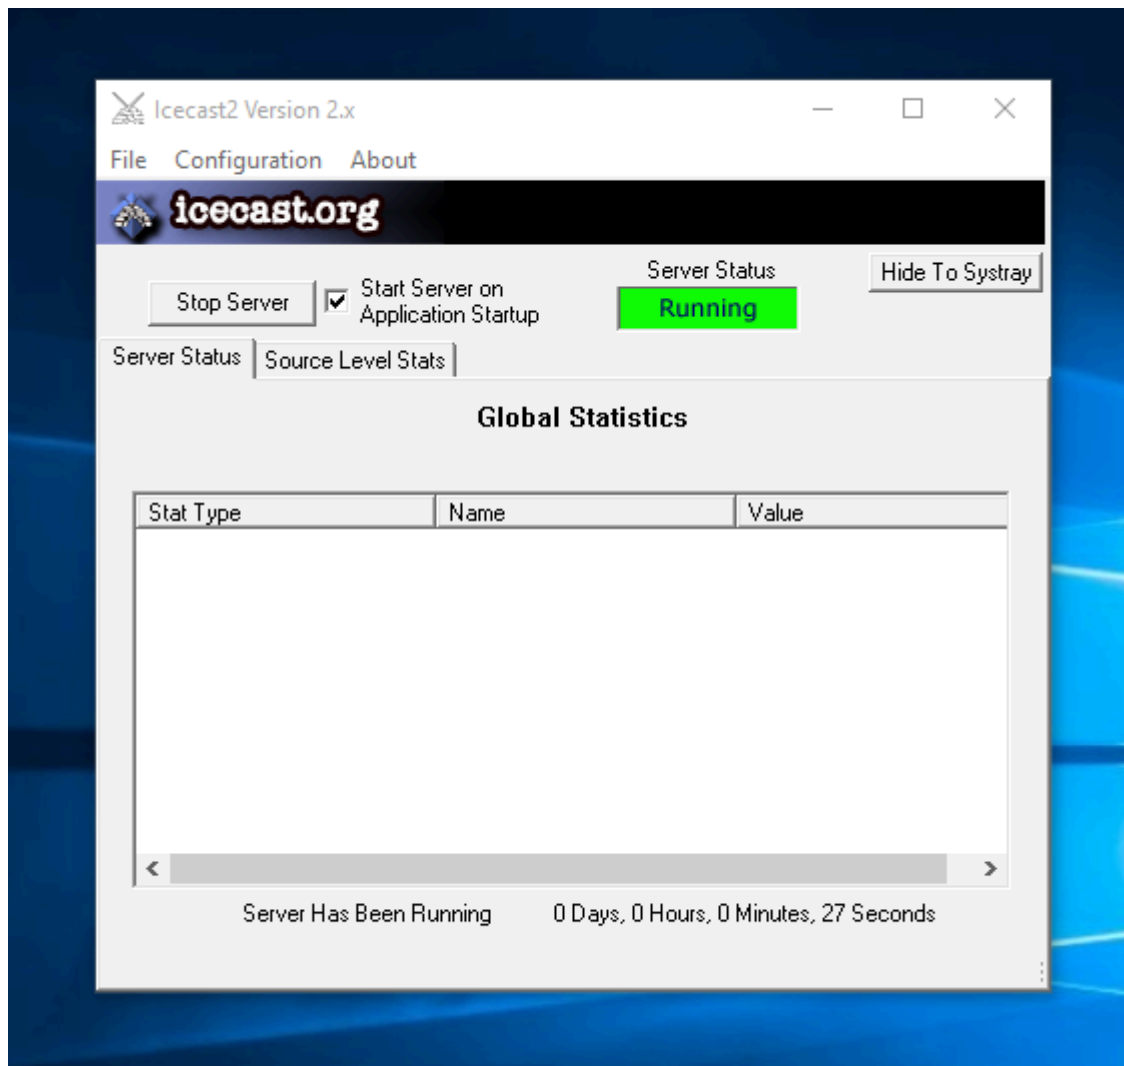 Icecast2 Version 2.x
File Configuration About
icecast.org
Stop Server
Start Server on
Application Startup
Server Status
Running
Hide To Systray
Server Status Source Level Stats
Global Statistics
Stat Type Name Value
Server Has Been Running 0 Days, 0 Hours, 0 Minutes, 27 Seconds